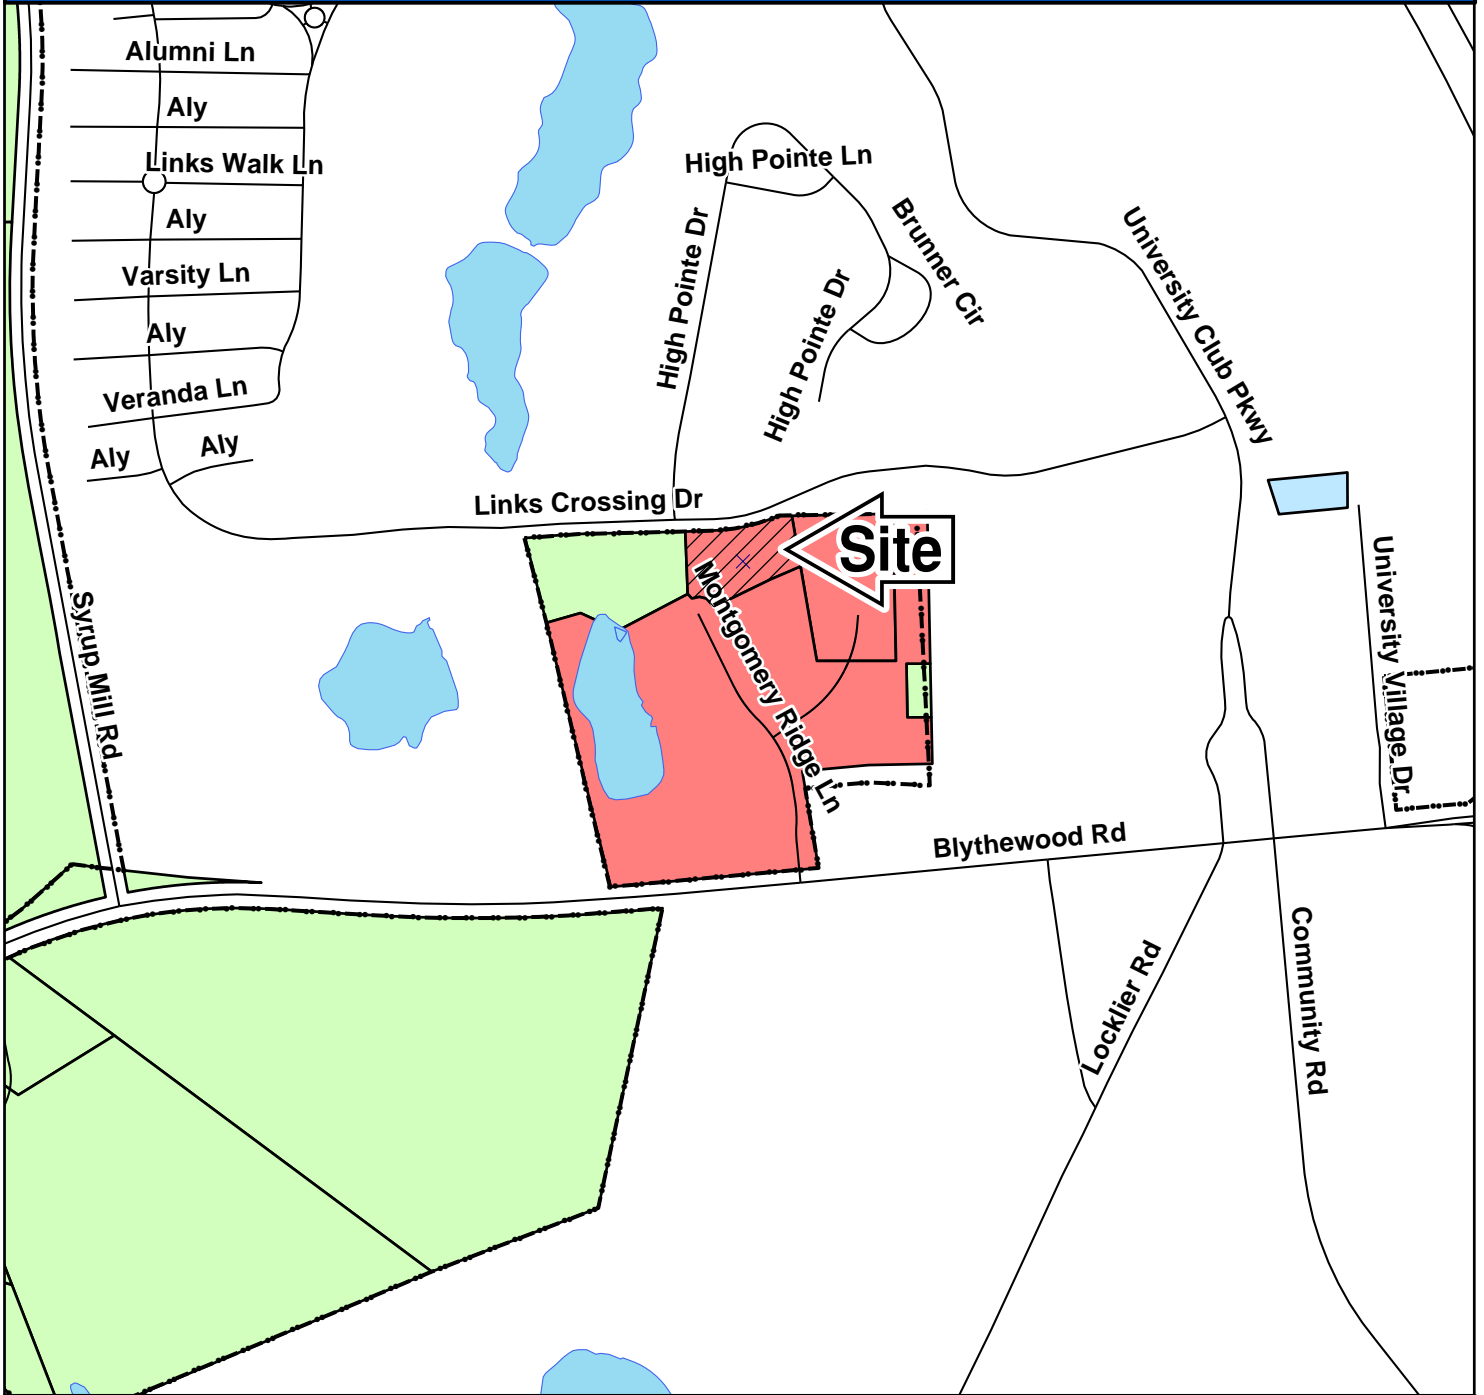 Alumni Ln
Aly
Links Walk Ln
Aly
Varsity Ln
Aly
Veranda Ln
Aly
Aly
High Pointe Ln
High Pointe Dr
High Pointe Dr
Brunner Cir
University Club Pkwy
Links Crossing Dr
Site
Montgomery Ridge Ln
Syrup Mill Rd
University Village Dr
Blythewood Rd
Locklier Rd
Community Rd